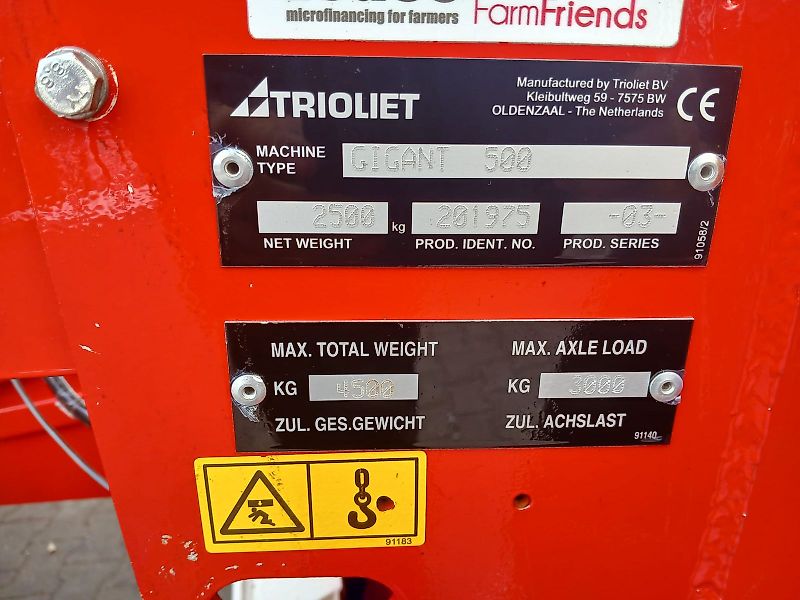 microfinancing for farmers
FarmFriends
TRIOLIET
Manufactured by Trioliet BV
Kleibultweg 59 - 7575 BW
OLDENZAAL - The Netherlands
CE
MACHINE TYPE GIGANT 500
2500 kg 201975 -03-
NET WEIGHT PROD. IDENT. NO. PROD. SERIES
91058/2
MAX. TOTAL WEIGHT MAX. AXLE LOAD
KG 4500 KG 3000
ZUL. GES.GEWICHT ZUL. ACHSLAST
91140
91183
8.8